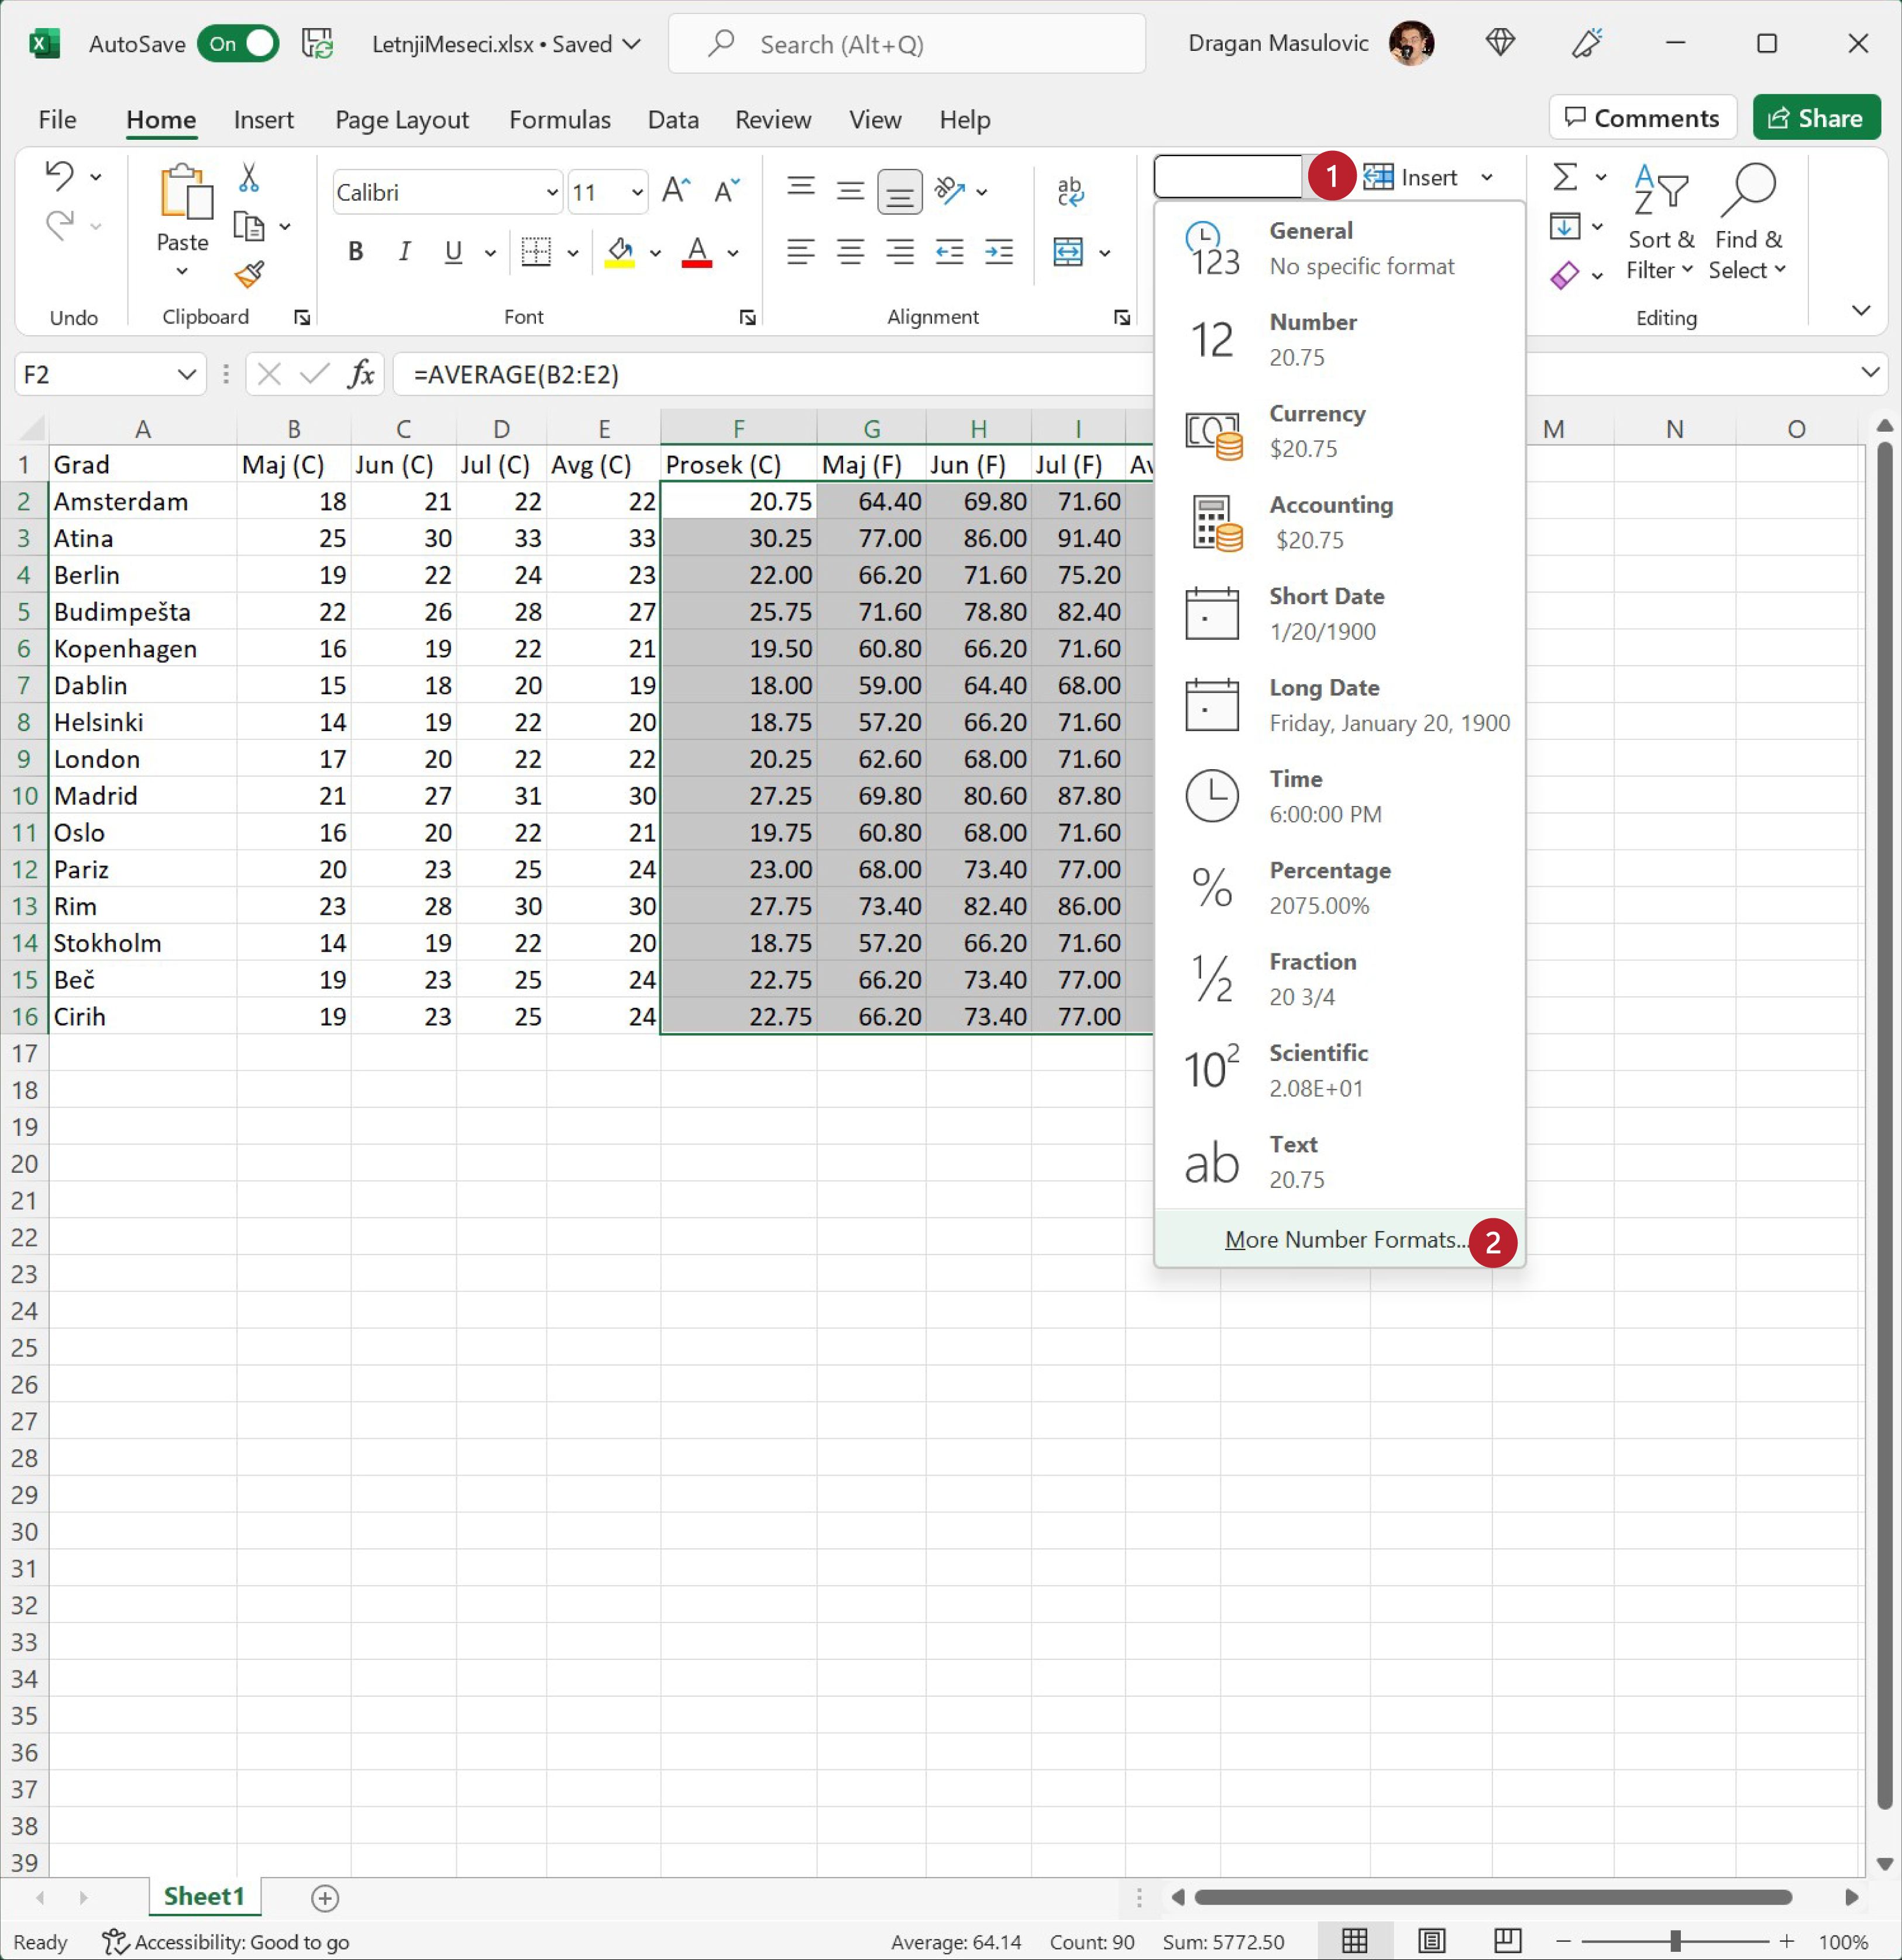 AutoSave On LetnjiMeseci.xlsx • Saved Search (Alt+Q) Dragan Masulovic
File Home Insert Page Layout Formulas Data Review View Help Comments Share
Paste
Calibri 11
B I U A
ab
1 Insert
Sort & Filter
Find & Select
Undo Clipboard Font Alignment Editing
F2 fx =AVERAGE(B2:E2)
A B C D E F G H I M N O
1 Grad Maj (C) Jun (C) Jul (C) Avg (C) Prosek (C) Maj (F) Jun (F) Jul (F)
2 Amsterdam 18 21 22 22 20.75 64.40 69.80 71.60
3 Atina 25 30 33 33 30.25 77.00 86.00 91.40
4 Berlin 19 22 24 23 22.00 66.20 71.60 75.20
5 Budimpešta 22 26 28 27 25.75 71.60 78.80 82.40
6 Kopenhagen 16 19 22 21 19.50 60.80 66.20 71.60
7 Dablin 15 18 20 19 18.00 59.00 64.40 68.00
8 Helsinki 14 19 22 20 18.75 57.20 66.20 71.60
9 London 17 20 22 22 20.25 62.60 68.00 71.60
10 Madrid 21 27 31 30 27.25 69.80 80.60 87.80
11 Oslo 16 20 22 21 19.75 60.80 68.00 71.60
12 Pariz 20 23 25 24 23.00 68.00 73.40 77.00
13 Rim 23 28 30 30 27.75 73.40 82.40 86.00
14 Stokholm 14 19 22 20 18.75 57.20 66.20 71.60
15 Beč 19 23 25 24 22.75 66.20 73.40 77.00
16 Cirih 19 23 25 24 22.75 66.20 73.40 77.00
17
18
19
20
21
22
23
24
25
26
27
28
29
30
31
32
33
34
35
36
37
38
39
123 General
No specific format
12 Number
20.75
Currency
$20.75
Accounting
$20.75
Short Date
1/20/1900
Long Date
Friday, January 20, 1900
Time
6:00:00 PM
% Percentage
2075.00%
½ Fraction
20 3/4
10² Scientific
2.08E+01
ab Text
20.75
More Number Formats... 2
Sheet1
Ready Accessibility: Good to go Average: 64.14 Count: 90 Sum: 5772.50 100%